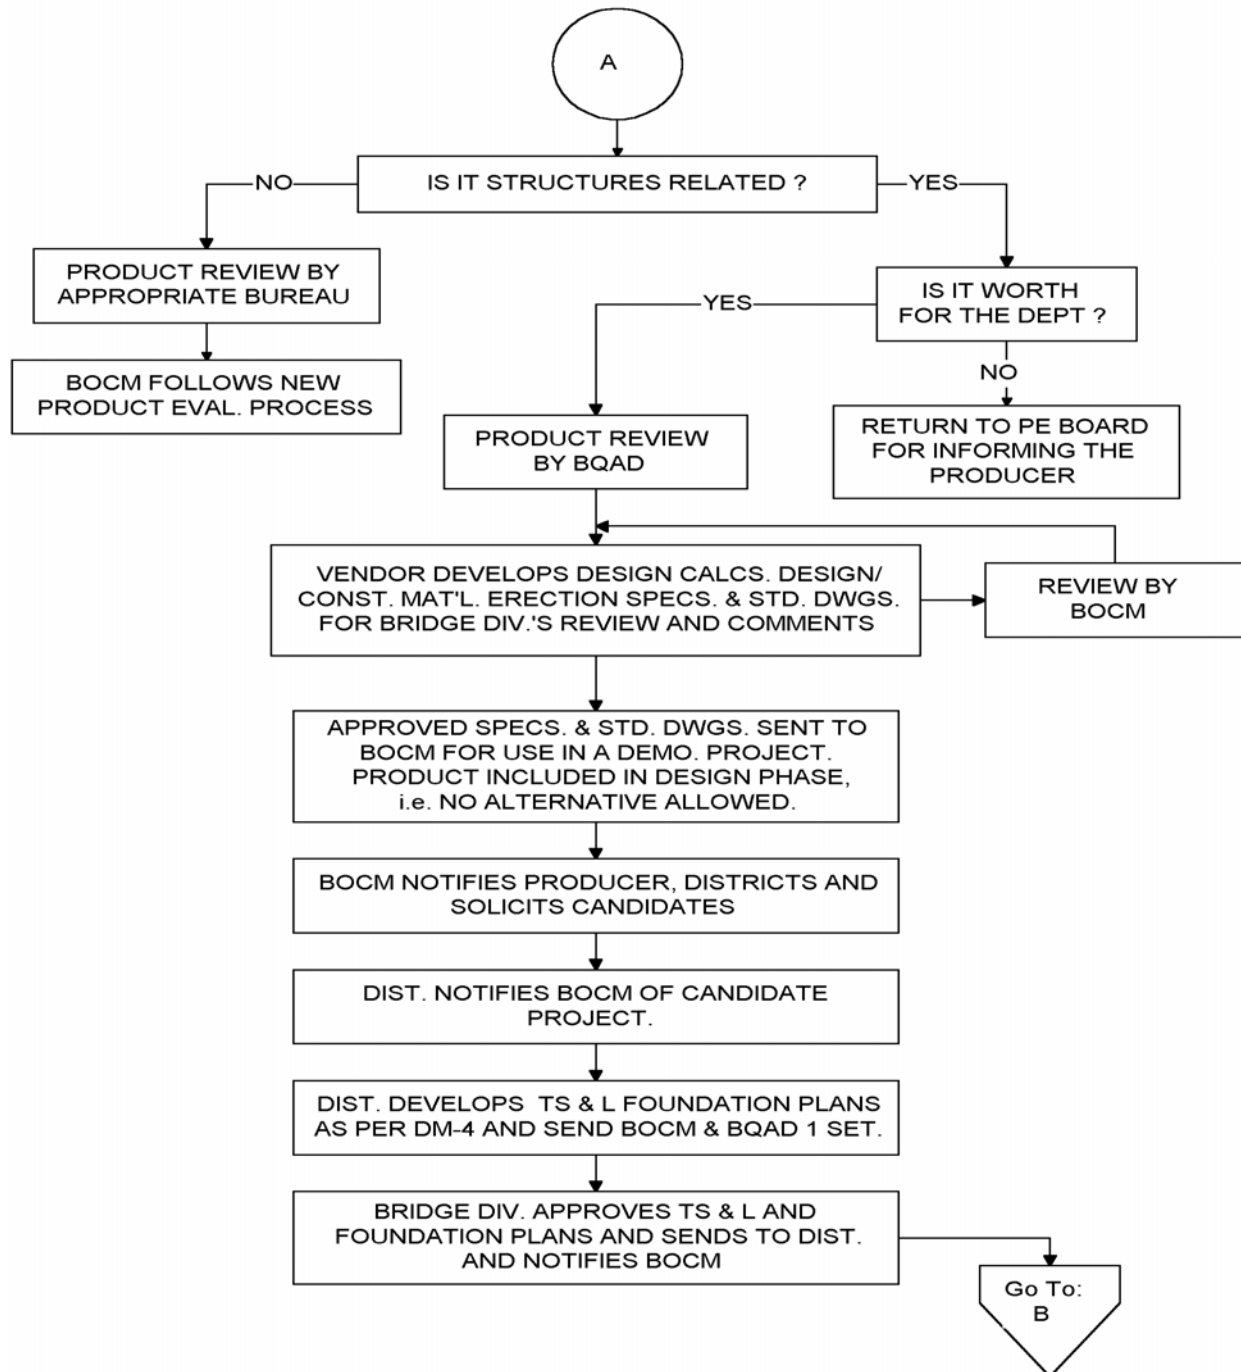 A
IS IT STRUCTURES RELATED ?
NO
YES
PRODUCT REVIEW BY
APPROPRIATE BUREAU
IS IT WORTH
FOR THE DEPT ?
YES
BOCM FOLLOWS NEW
PRODUCT EVAL. PROCESS
NO
PRODUCT REVIEW
BY BQAD
RETURN TO PE BOARD
FOR INFORMING THE
PRODUCER
VENDOR DEVELOPS DESIGN CALCS. DESIGN/
CONST. MAT'L. ERECTION SPECS. & STD. DWGS.
FOR BRIDGE DIV.'S REVIEW AND COMMENTS
REVIEW BY
BOCM
APPROVED SPECS. & STD. DWGS. SENT TO
BOCM FOR USE IN A DEMO. PROJECT.
PRODUCT INCLUDED IN DESIGN PHASE,
i.e. NO ALTERNATIVE ALLOWED.
BOCM NOTIFIES PRODUCER, DISTRICTS AND
SOLICITS CANDIDATES
DIST. NOTIFIES BOCM OF CANDIDATE
PROJECT.
DIST. DEVELOPS TS & L FOUNDATION PLANS
AS PER DM-4 AND SEND BOCM & BQAD 1 SET.
BRIDGE DIV. APPROVES TS & L AND
FOUNDATION PLANS AND SENDS TO DIST.
AND NOTIFIES BOCM
Go To:
B